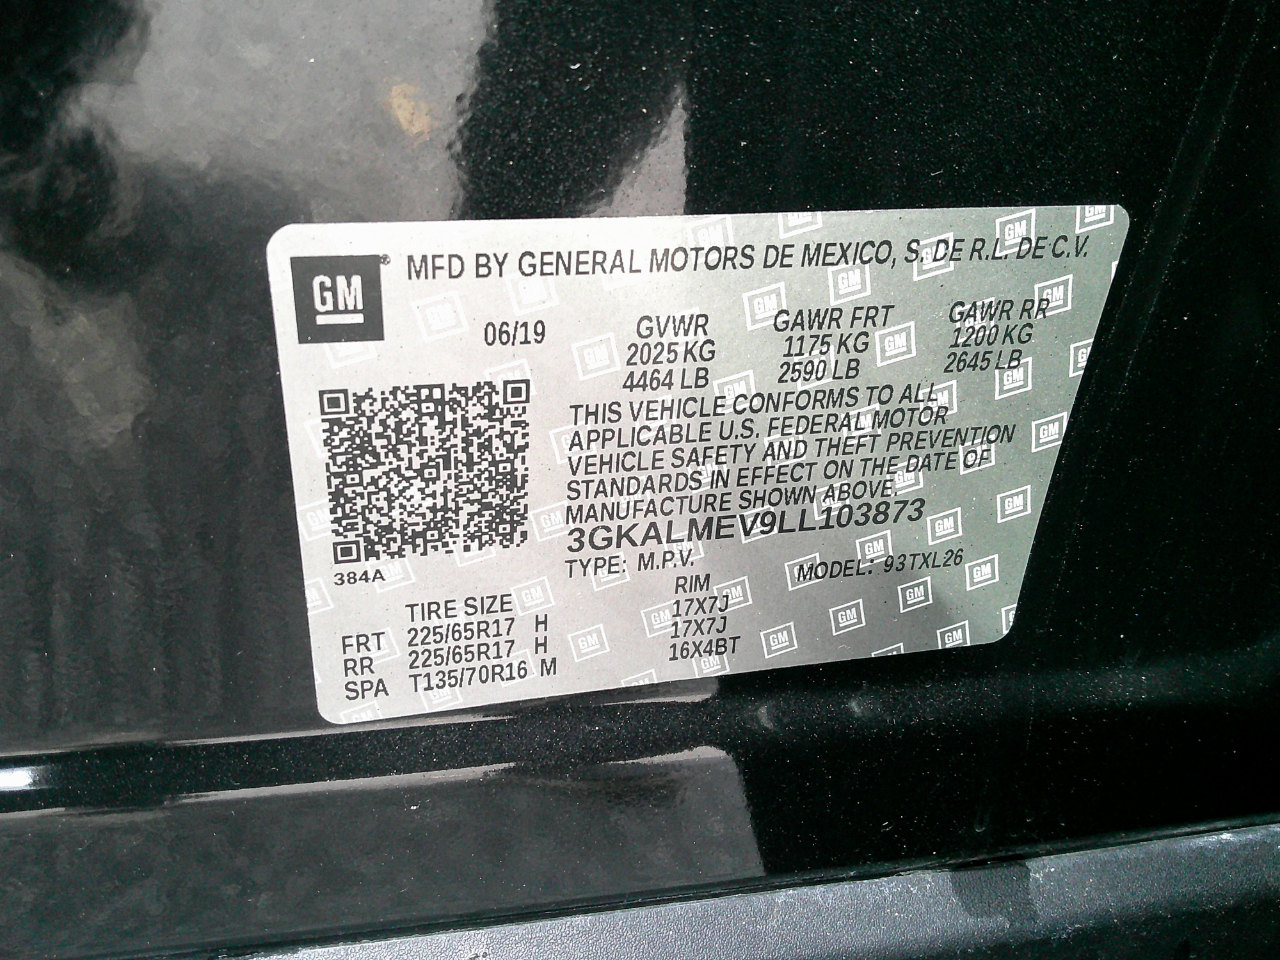 GM® MFD BY GENERAL MOTORS DE MEXICO, S. DE R.L. DE C.V.
06/19 GVWR GAWR FRT GAWR RR
2025 KG 1175 KG 1200 KG
4464 LB 2590 LB 2645 LB
THIS VEHICLE CONFORMS TO ALL
APPLICABLE U.S. FEDERAL MOTOR
VEHICLE SAFETY AND THEFT PREVENTION
STANDARDS IN EFFECT ON THE DATE OF
MANUFACTURE SHOWN ABOVE.
3GKALMEV9LL103873
TYPE: M.P.V. MODEL: 93TXL26
384A
TIRE SIZE RIM
FRT 225/65R17 H 17X7J
RR 225/65R17 H 17X7J
SPA T135/70R16 M 16X4BT